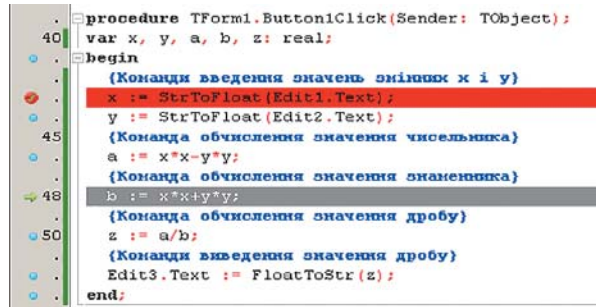 procedure TForm1.Button1Click(Sender: TObject);
40 var x, y, a, b, z: real;
begin
{Команди введення значень змінних x і y}
x := StrToFloat(Edit1.Text);
y := StrToFloat(Edit2.Text);
45 {Команда обчислення значення чисельника}
a := x*x-y*y;
{Команда обчислення значення знаменника}
48 b := x*x+y*y;
{Команда обчислення значення дробу}
50 z := a/b;
{Команди виведення значення дробу}
Edit3.Text := FloatToStr(z);
end;